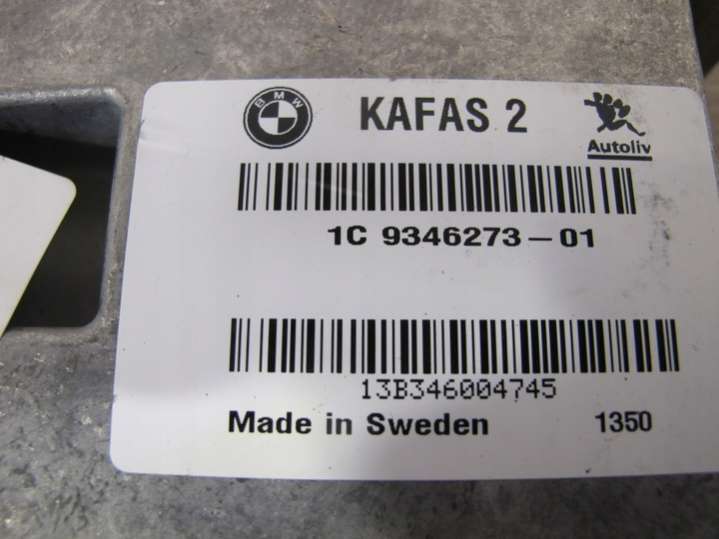 BMW KAFAS 2
Autoliv
1C 9346273-01
13B346004745
Made in Sweden 1350